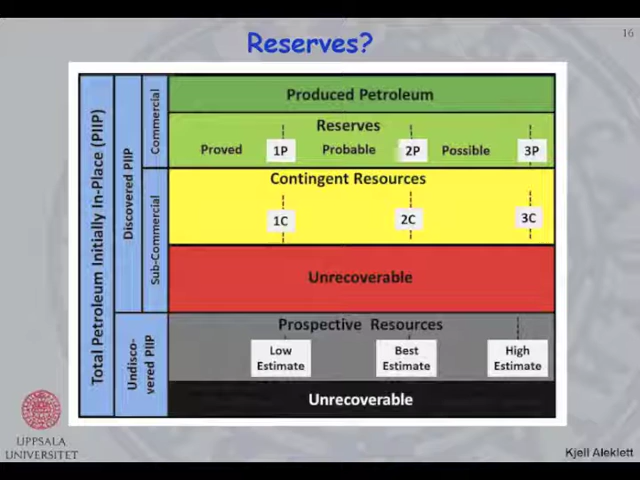 Reserves?
16
Total Petroleum Initially In-Place (PIIP)
Discovered PIIP
Commercial
Produced Petroleum
Reserves
Proved 1P Probable 2P Possible 3P
Sub-Commercial
Contingent Resources
1C 2C 3C
Unrecoverable
Undisco-
vered PIIP
Prospective Resources
Low Best High
Estimate Estimate Estimate
Unrecoverable
UPPSALA
UNIVERSITET
Kjell Aleklett